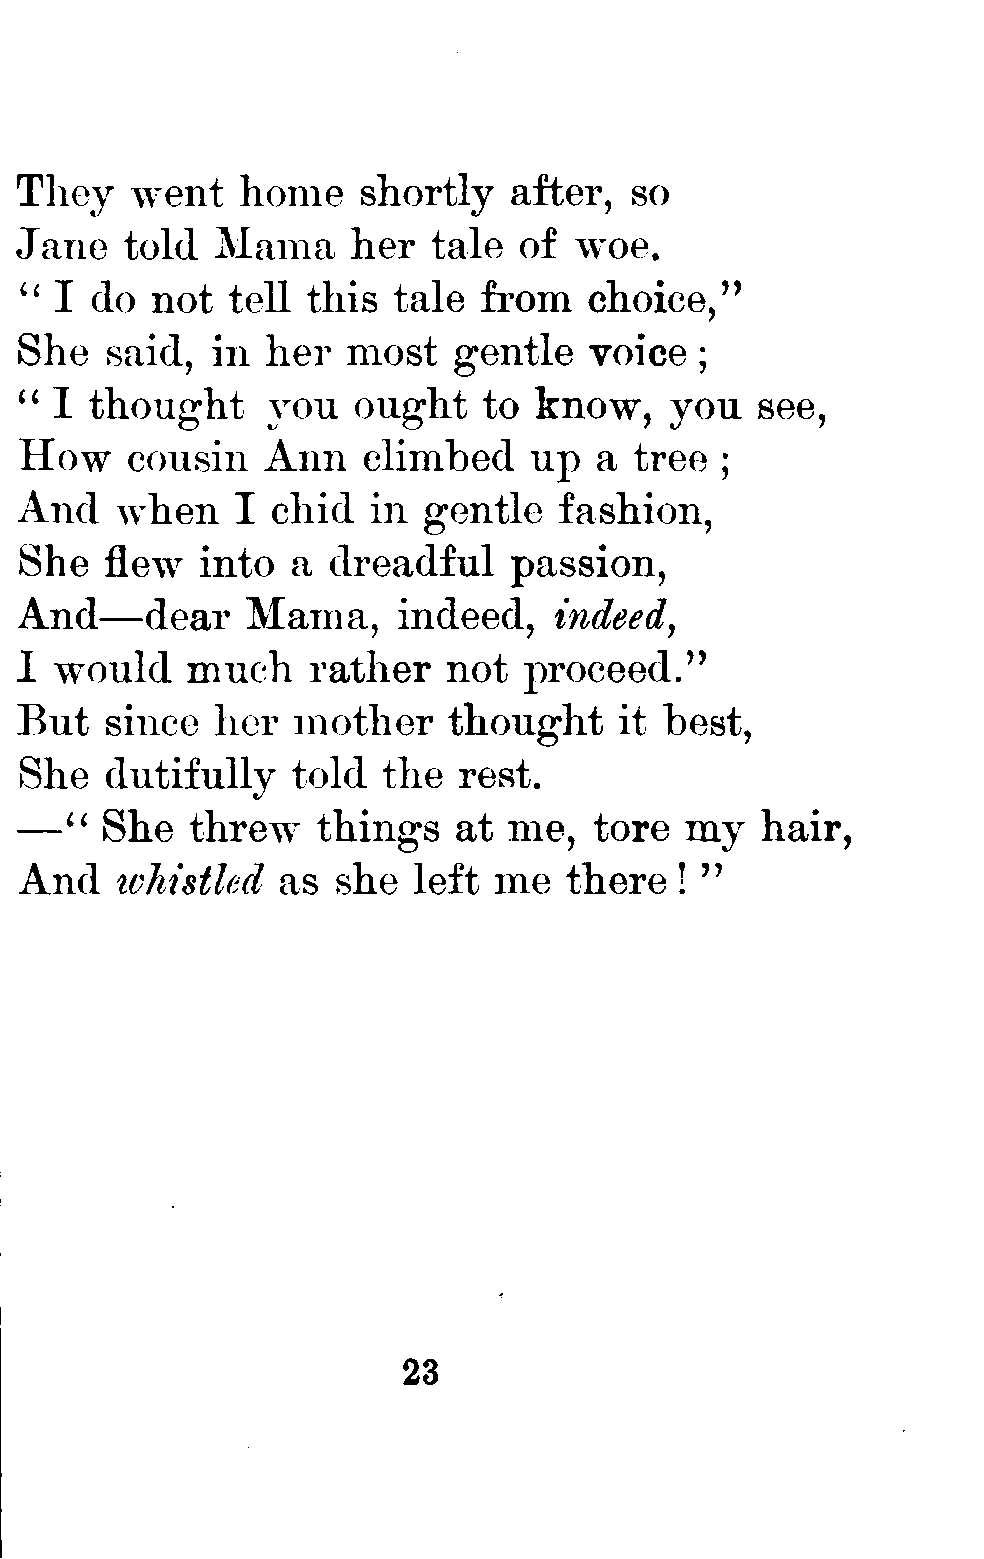 They went home shortly after, so
Jane told Mama her tale of woe.
“ I do not tell this tale from choice,”
She said, in her most gentle voice ;
“ I thought you ought to know, you see,
How cousin Ann climbed up a tree ;
And when I chid in gentle fashion,
She flew into a dreadful passion,
And—dear Mama, indeed, indeed,
I would much rather not proceed.”
But since her mother thought it best,
She dutifully told the rest.
—“ She threw things at me, tore my hair,
And whistled as she left me there ! ”
23